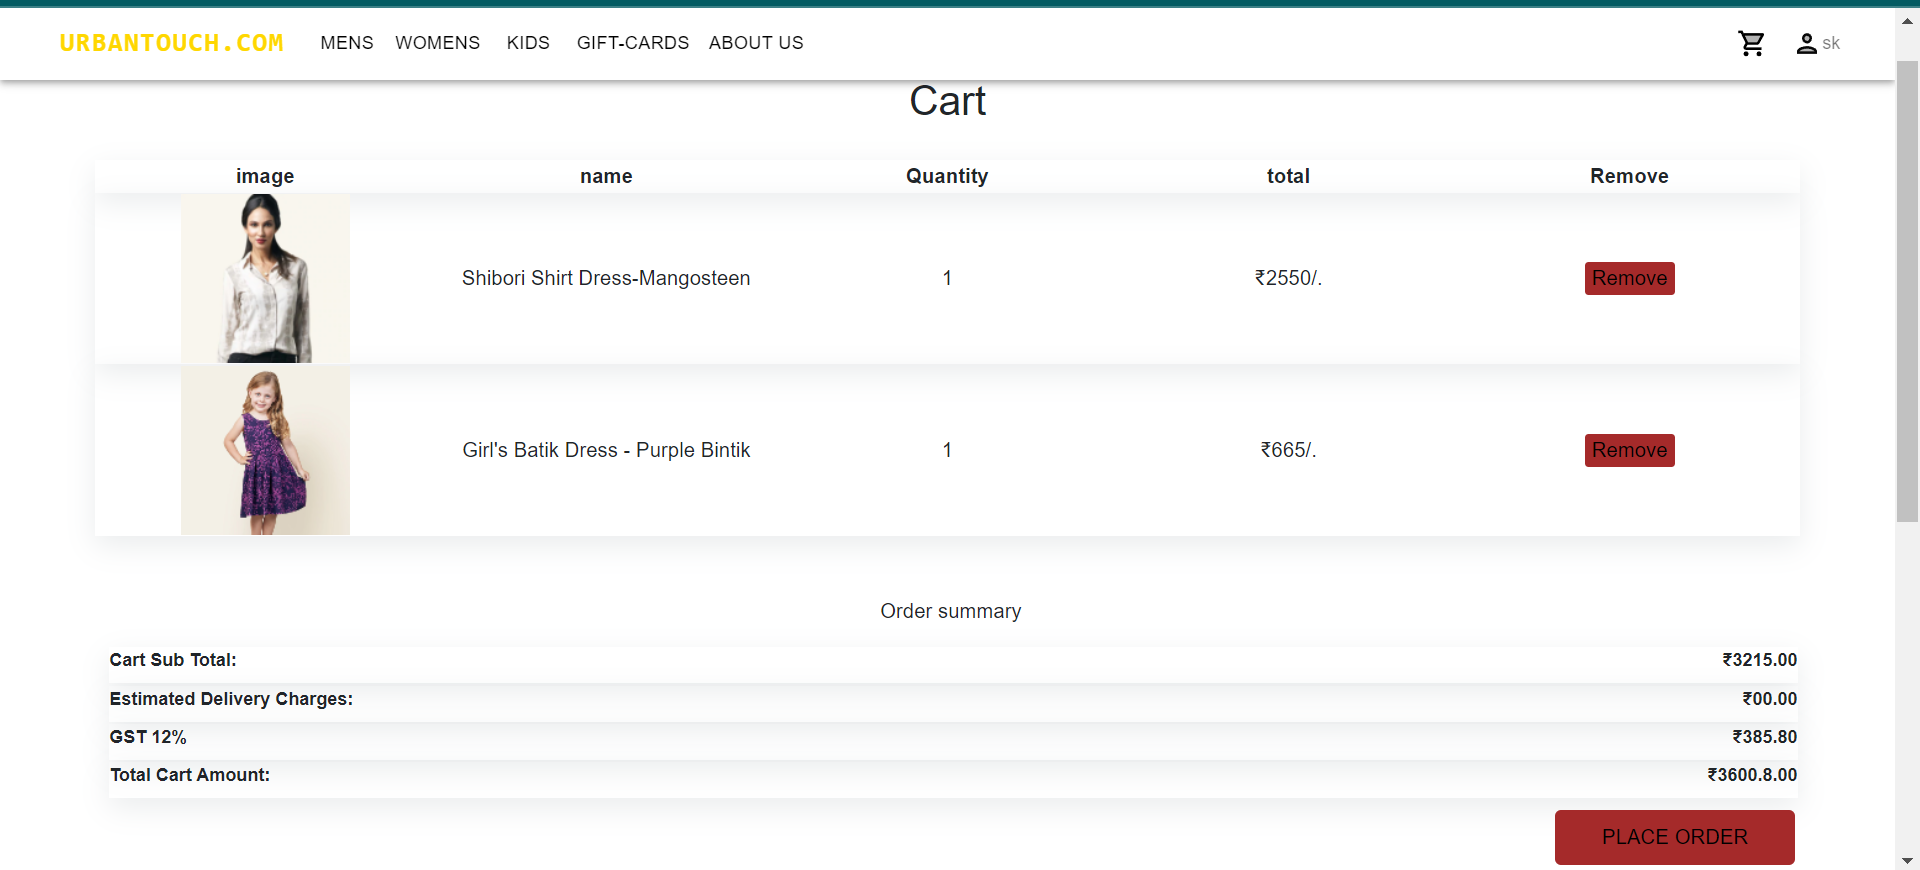 URBANTOUCH.COM MENS WOMENS KIDS GIFT-CARDS ABOUT US sk
Cart
image name Quantity total Remove
Shibori Shirt Dress-Mangosteen 1 ₹2550/. Remove
Girl's Batik Dress - Purple Bintik 1 ₹665/. Remove
Order summary
Cart Sub Total: ₹3215.00
Estimated Delivery Charges: ₹00.00
GST 12% ₹385.80
Total Cart Amount: ₹3600.8.00
PLACE ORDER